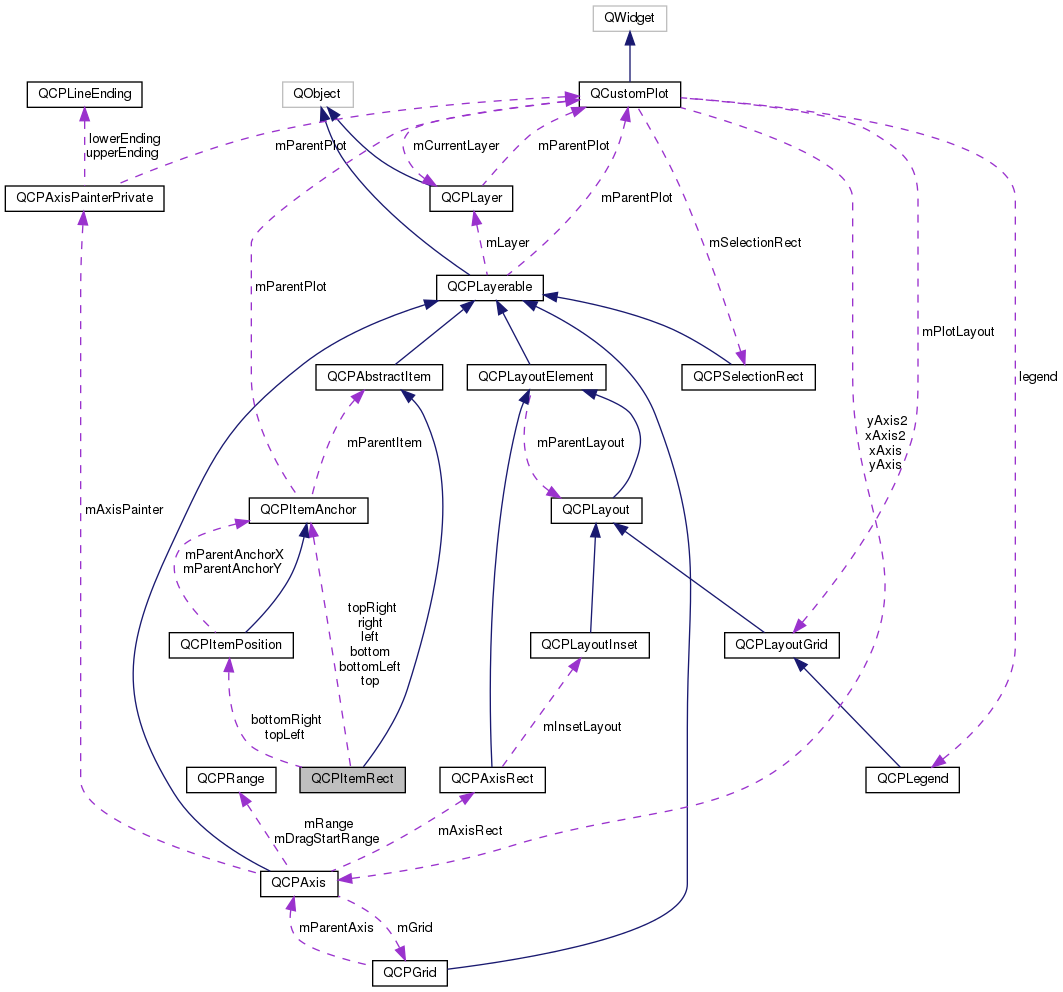 QWidget
QCPLineEnding
QObject
QCustomPlot
lowerEnding
upperEnding
mParentPlot
mCurrentLayer
mParentPlot
QCPAxisPainterPrivate
QCPLayer
mParentPlot
mLayer
mSelectionRect
mParentPlot
QCPLayerable
mPlotLayout
QCPAbstractItem
QCPLayoutElement
QCPSelectionRect
legend
mParentItem
mParentLayout
yAxis2
xAxis2
xAxis
yAxis
mAxisPainter
QCPItemAnchor
QCPLayout
mParentAnchorX
mParentAnchorY
topRight
right
left
bottom
bottomLeft
top
QCPItemPosition
QCPLayoutInset
QCPLayoutGrid
bottomRight
topLeft
mInsetLayout
QCPRange
QCPItemRect
QCPAxisRect
QCPLegend
mRange
mDragStartRange
mAxisRect
QCPAxis
mParentAxis
mGrid
QCPGrid